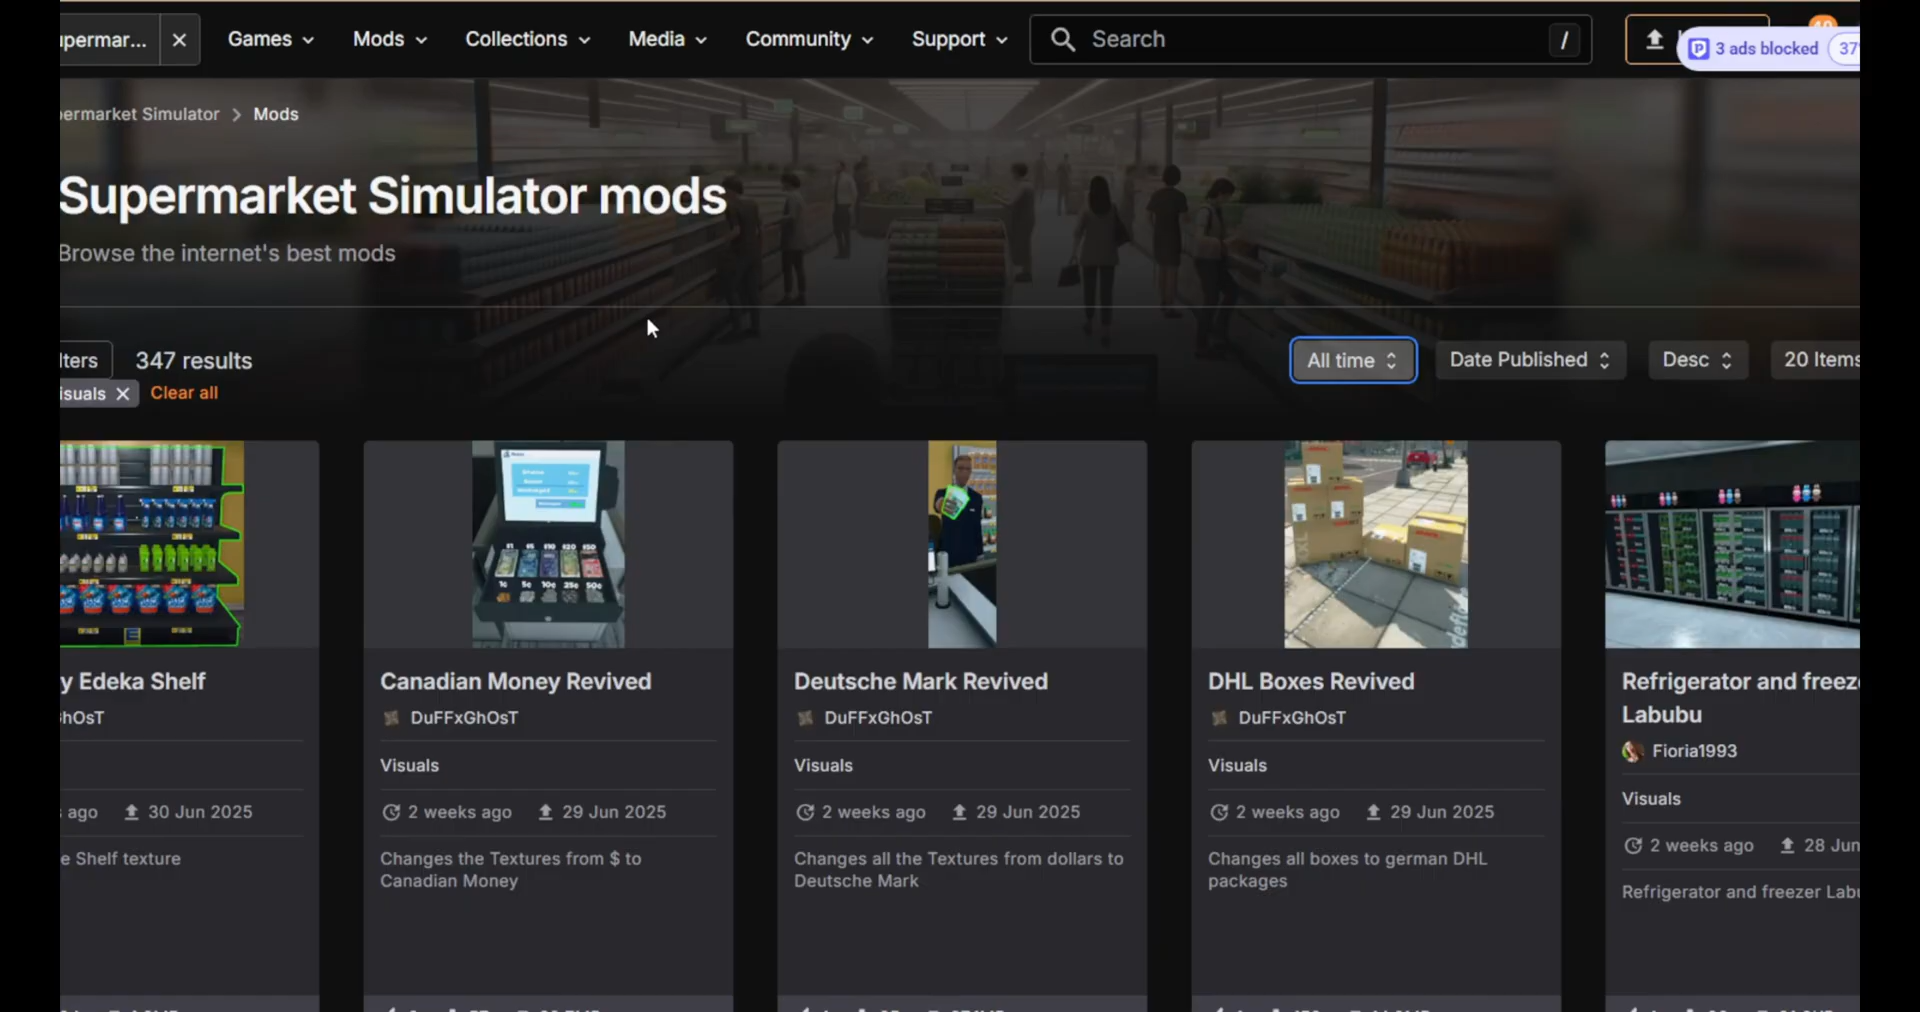 upermar...
Games
Mods
Collections
Media
Community
Support
Search
/
3 ads blocked
37
ermarket Simulator > Mods
Supermarket Simulator mods
Browse the internet's best mods
lters
347 results
All time
Date Published
Desc
20 Items
isuals
Clear all
y Edeka Shelf
hOsT
s ago
30 Jun 2025
e Shelf texture
Canadian Money Revived
DuFFxGhOsT
Visuals
2 weeks ago
29 Jun 2025
Changes the Textures from $ to
Canadian Money
Deutsche Mark Revived
DuFFxGhOsT
Visuals
2 weeks ago
29 Jun 2025
Changes all the Textures from dollars to
Deutsche Mark
DHL Boxes Revived
DuFFxGhOsT
Visuals
2 weeks ago
29 Jun 2025
Changes all boxes to german DHL
packages
Refrigerator and freeze
Labubu
Fioria1993
Visuals
2 weeks ago
28 Jun
Refrigerator and freezer Labu